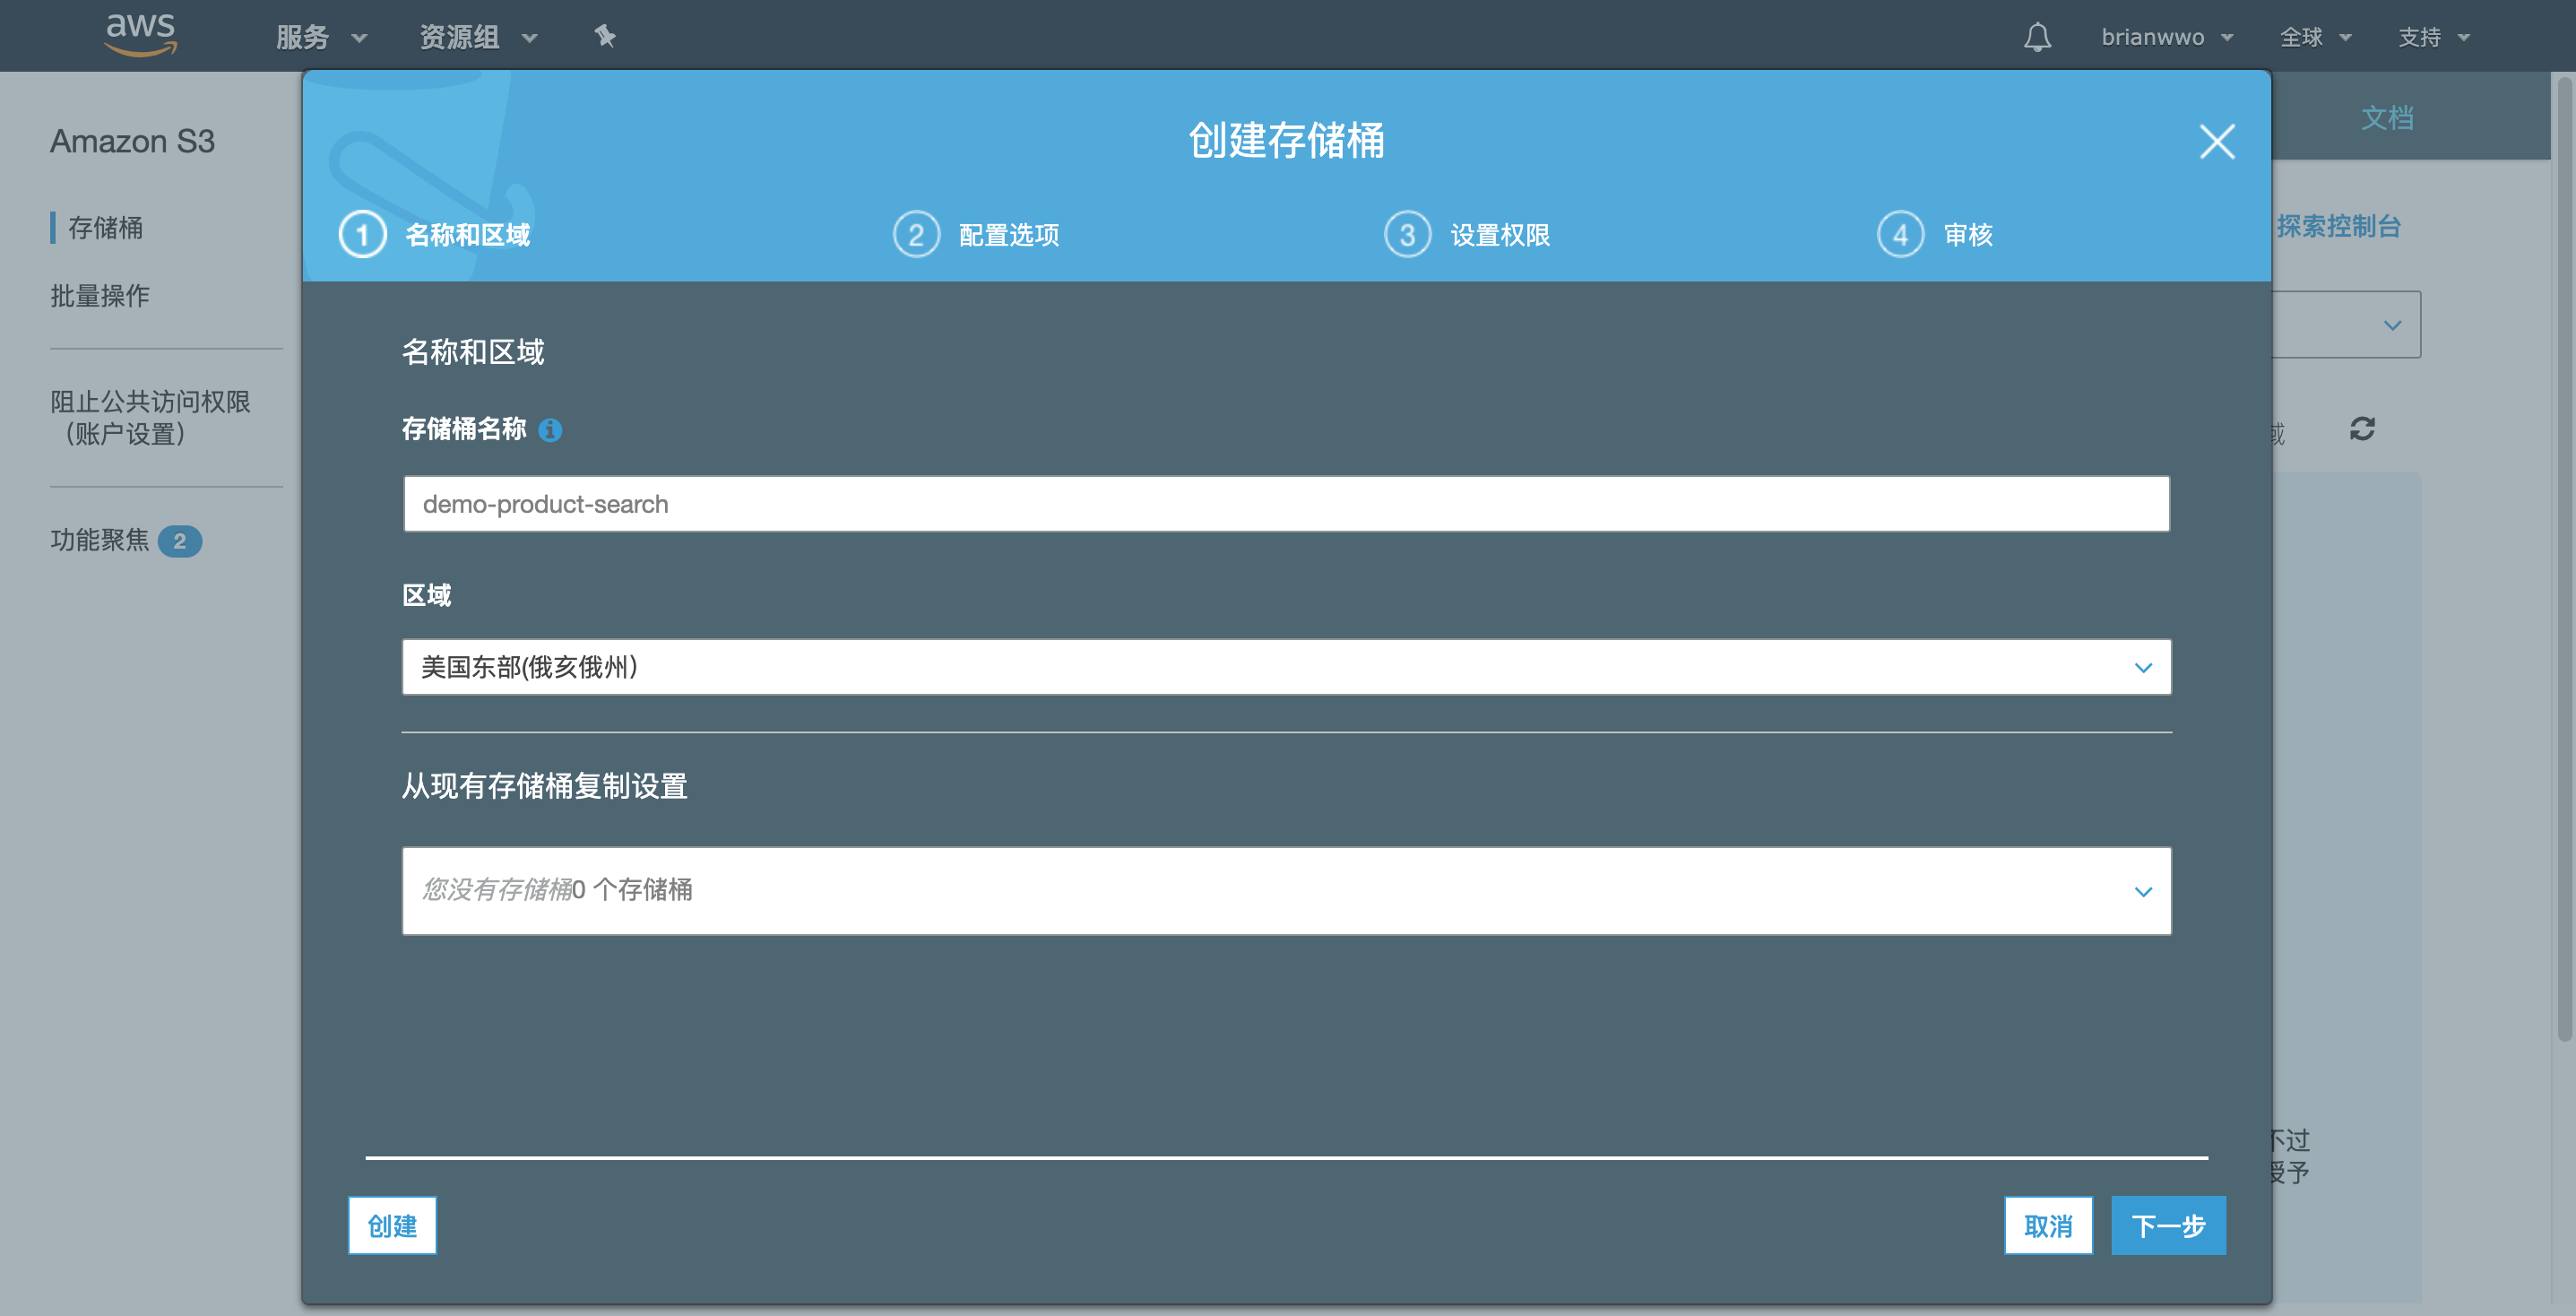 aws
服务
资源组
brianwwo
全球
支持
Amazon S3
存储桶
批量操作
阻止公共访问权限
（账户设置）
功能聚焦 2
文档
探索控制台
域
不过
授予
创建存储桶
1 名称和区域
2 配置选项
3 设置权限
4 审核
名称和区域
存储桶名称
demo-product-search
区域
美国东部(俄亥俄州）
从现有存储桶复制设置
您没有存储桶0 个存储桶
创建
取消
下一步